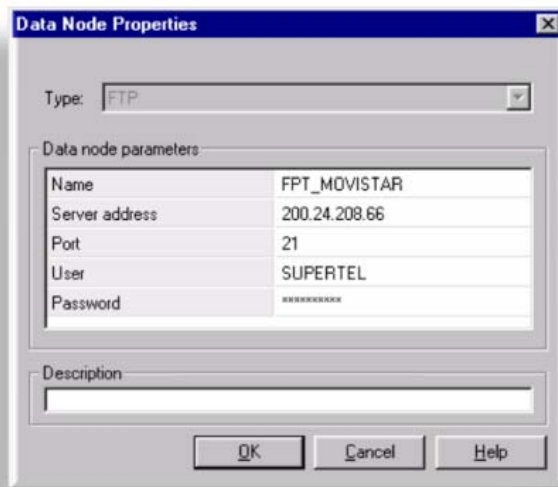 Data Node Properties
Type: FTP
Data node parameters
Name FPT_MOVISTAR
Server address 200.24.208.66
Port 21
User SUPERTEL
Password **********
Description
OK Cancel Help